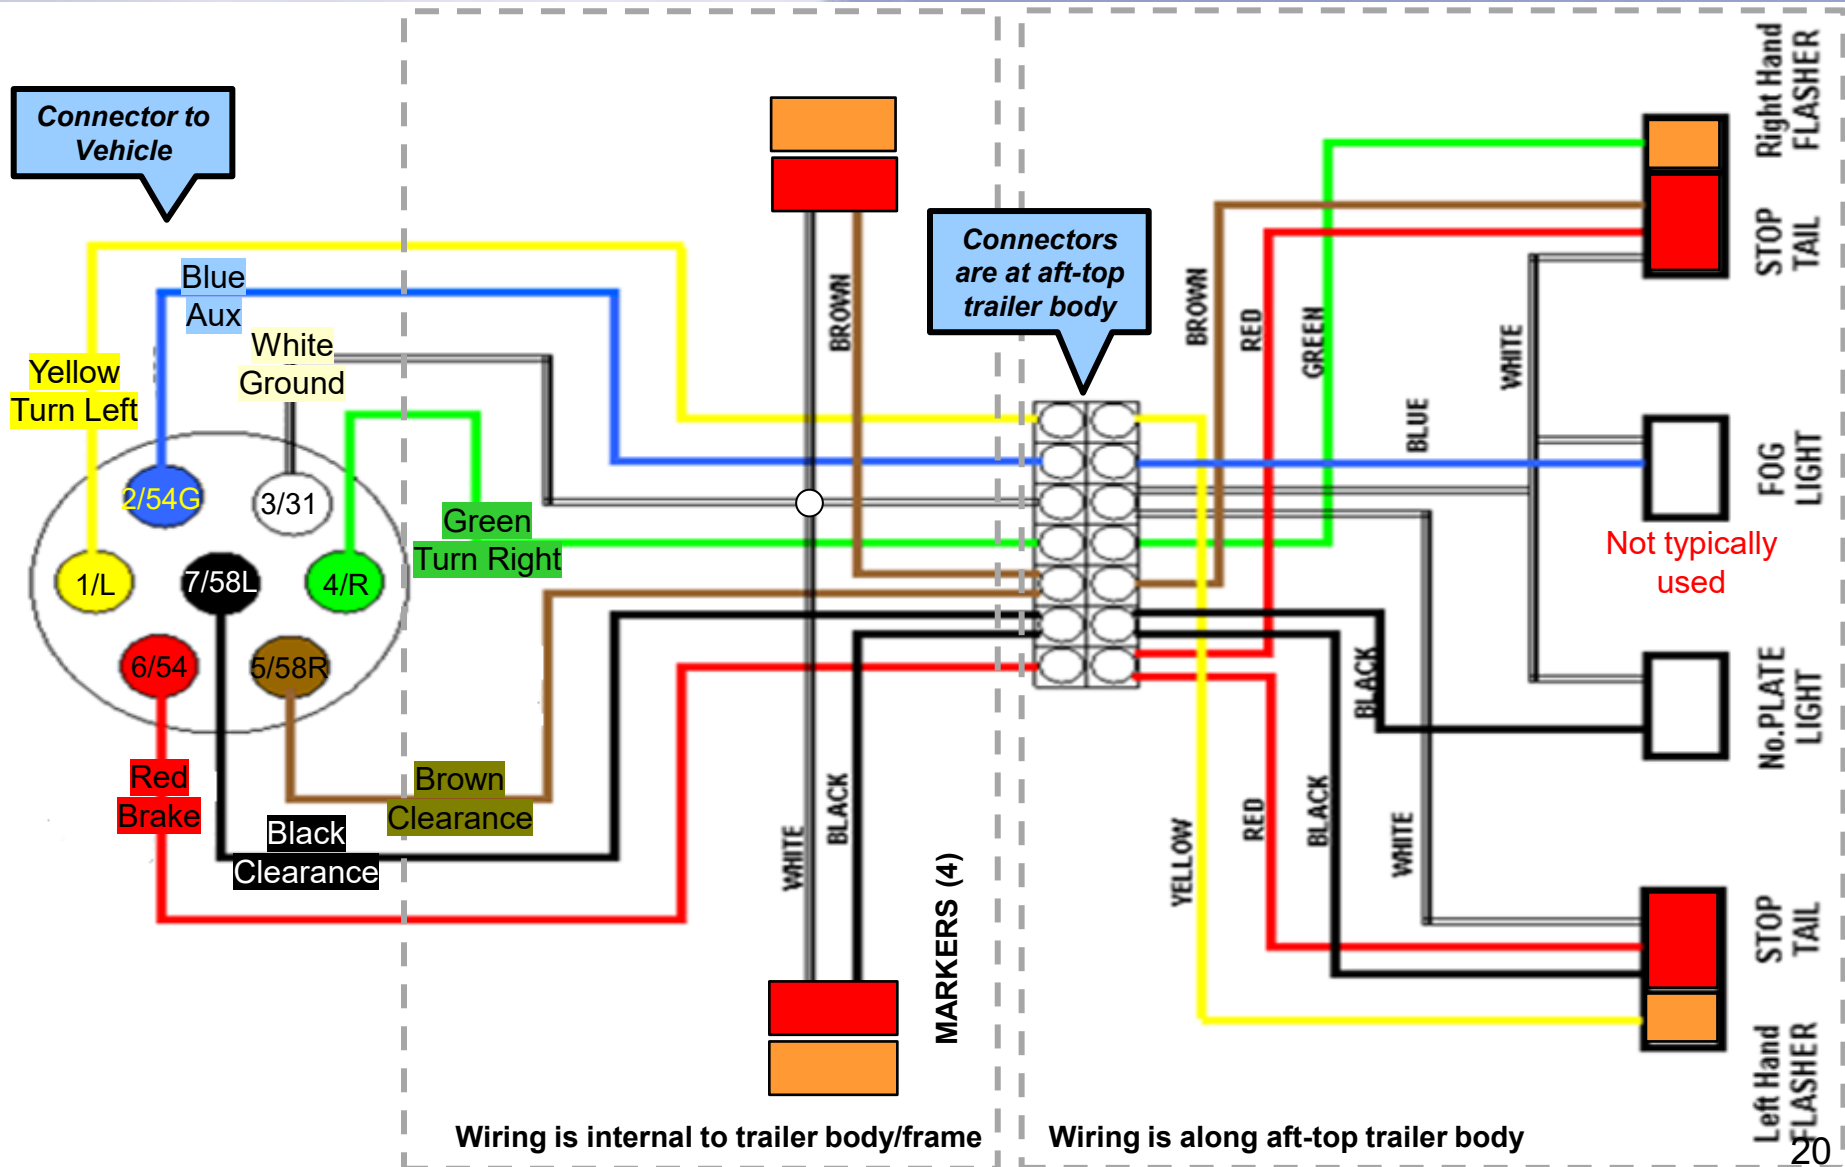 Connector to
Vehicle
Blue
Aux
White
Ground
Yellow
Turn Left
2/54G
3/31
1/L
7/58L
4/R
6/54
5/58R
Green
Turn Right
Red
Brake
Brown
Clearance
Black
Clearance
BROWN
WHITE
BLACK
MARKERS (4)
Wiring is internal to trailer body/frame
Connectors
are at aft-top
trailer body
BROWN
RED
GREEN
BLUE
WHITE
BLACK
YELLOW
RED
BLACK
WHITE
Right Hand
FLASHER
STOP
TAIL
FOG
LIGHT
Not typically
used
No.PLATE
LIGHT
STOP
TAIL
Left Hand
FLASHER
Wiring is along aft-top trailer body
20